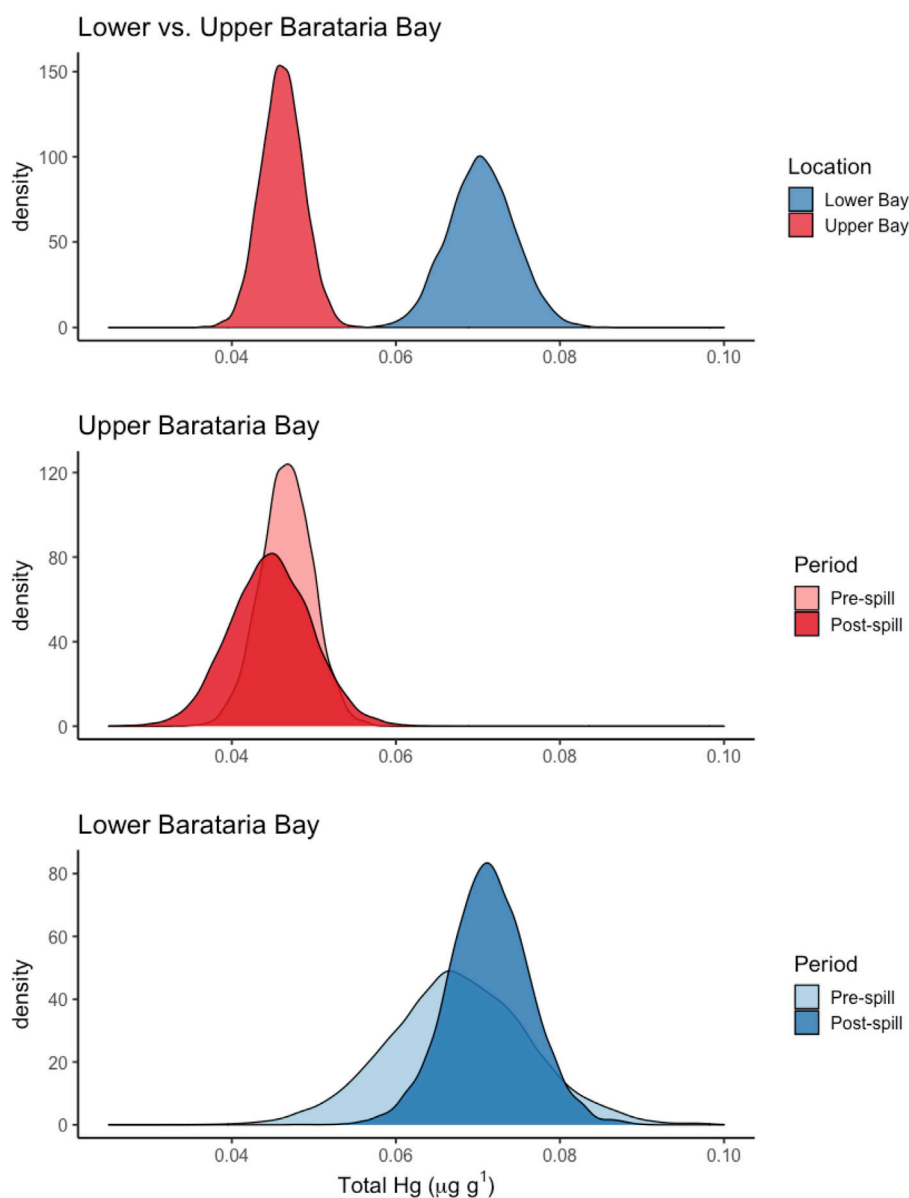 Lower vs. Upper Barataria Bay
150
100
50
0
density
0.04 0.06 0.08 0.10
Location
Lower Bay
Upper Bay
Upper Barataria Bay
120
80
40
0
density
0.04 0.06 0.08 0.10
Period
Pre-spill
Post-spill
Lower Barataria Bay
80
60
40
20
0
density
0.04 0.06 0.08 0.10
Total Hg (μg g¹)
Period
Pre-spill
Post-spill